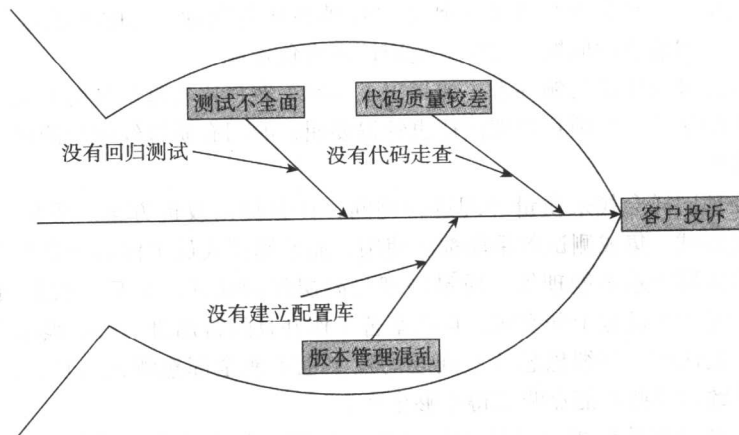 测试不全面
代码质量较差
没有回归测试
没有代码走查
客户投诉
没有建立配置库
版本管理混乱